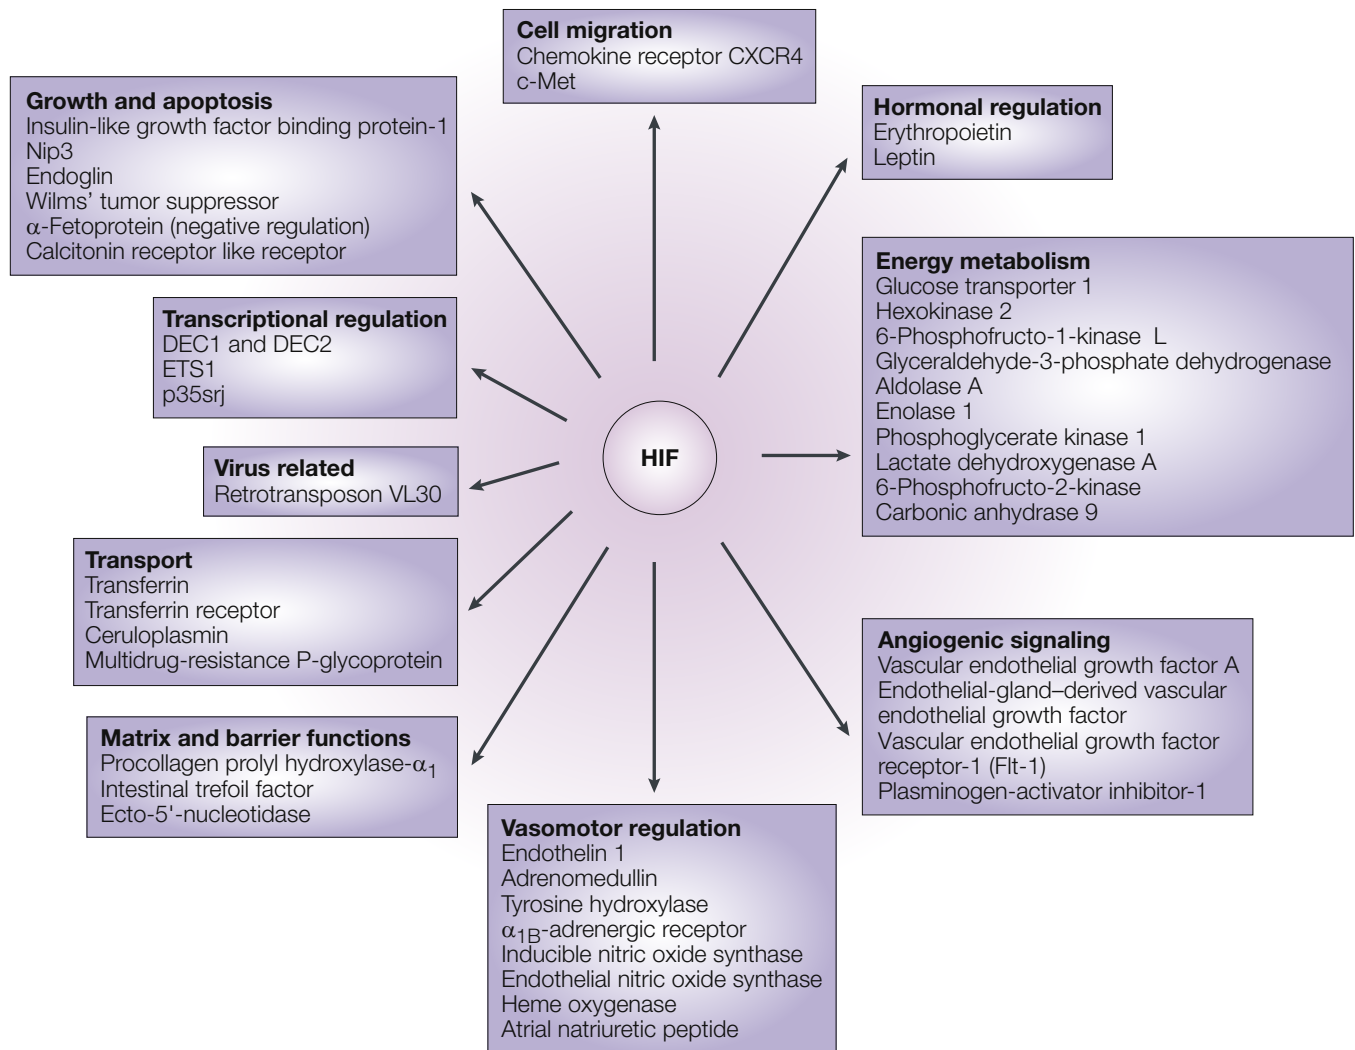 Cell migration
Chemokine receptor CXCR4
c-Met
Growth and apoptosis
Insulin-like growth factor binding protein-1
Nip3
Endoglin
Wilms’ tumor suppressor
α-Fetoprotein (negative regulation)
Calcitonin receptor like receptor
Hormonal regulation
Erythropoietin
Leptin
Transcriptional regulation
DEC1 and DEC2
ETS1
p35srj
Energy metabolism
Glucose transporter 1
Hexokinase 2
6-Phosphofructo-1-kinase L
Glyceraldehyde-3-phosphate dehydrogenase
Aldolase A
Enolase 1
Phosphoglycerate kinase 1
Lactate dehydroxygenase A
6-Phosphofructo-2-kinase
Carbonic anhydrase 9
HIF
Virus related
Retrotransposon VL30
Transport
Transferrin
Transferrin receptor
Ceruloplasmin
Multidrug-resistance P-glycoprotein
Angiogenic signaling
Vascular endothelial growth factor A
Endothelial-gland–derived vascular
endothelial growth factor
Vascular endothelial growth factor
receptor-1 (Flt-1)
Plasminogen-activator inhibitor-1
Matrix and barrier functions
Procollagen prolyl hydroxylase-α1
Intestinal trefoil factor
Ecto-5'-nucleotidase
Vasomotor regulation
Endothelin 1
Adrenomedullin
Tyrosine hydroxylase
α1B-adrenergic receptor
Inducible nitric oxide synthase
Endothelial nitric oxide synthase
Heme oxygenase
Atrial natriuretic peptide